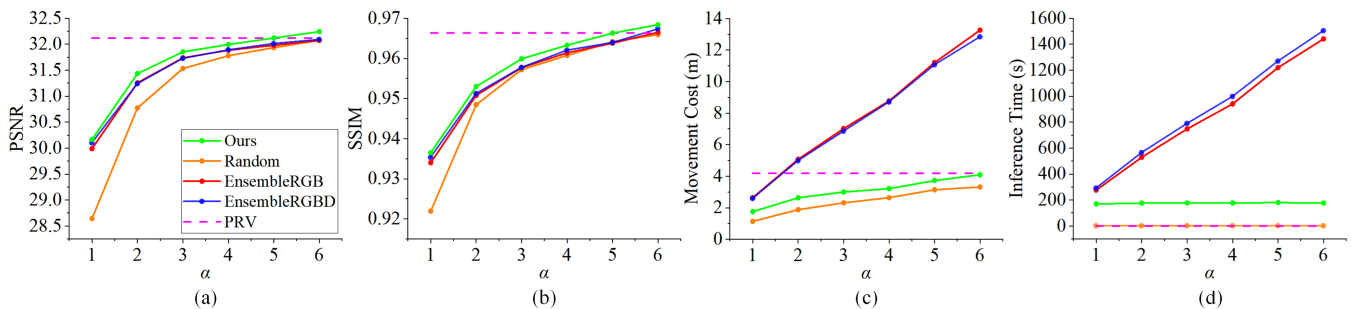 PSNR
32.5
32.0
31.5
31.0
30.5
30.0
29.5
29.0
28.5
1 2 3 4 5 6
α
(a)
Ours
Random
EnsembleRGB
EnsembleRGBD
PRV
SSIM
0.97
0.96
0.95
0.94
0.93
0.92
1 2 3 4 5 6
α
(b)
Movement Cost (m)
14
12
10
8
6
4
2
0
1 2 3 4 5 6
α
(c)
Inference Time (s)
1600
1400
1200
1000
800
600
400
200
0
1 2 3 4 5 6
α
(d)